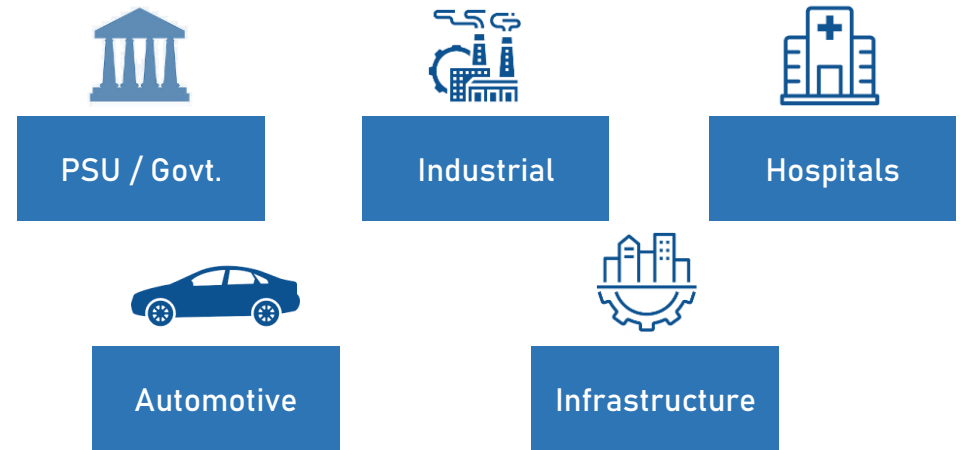 PSU / Govt.
Industrial
Hospitals
Automotive
Infrastructure